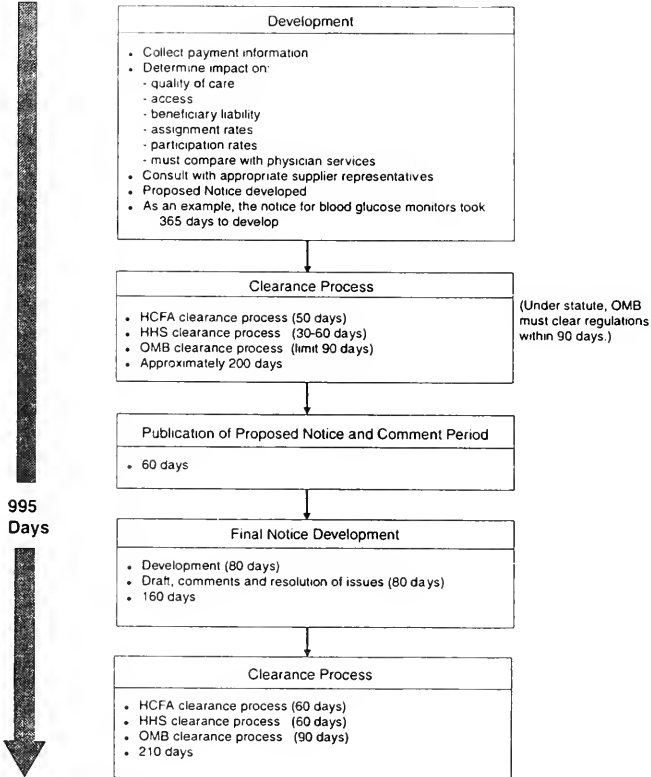 Development
• Collect payment information
• Determine impact on:
- quality of care
- access
- beneficiary liability
- assignment rates
- participation rates
- must compare with physician services
• Consult with appropriate supplier representatives
• Proposed Notice developed
• As an example, the notice for blood glucose monitors took
365 days to develop
Clearance Process
• HCFA clearance process (50 days)
• HHS clearance process (30-60 days)
• OMB clearance process (limit 90 days)
• Approximately 200 days
(Under statute, OMB
must clear regulations
within 90 days.)
Publication of Proposed Notice and Comment Period
• 60 days
995
Days
Final Notice Development
• Development (80 days)
• Draft, comments and resolution of issues (80 days)
• 160 days
Clearance Process
• HCFA clearance process (60 days)
• HHS clearance process (60 days)
• OMB clearance process (90 days)
• 210 days